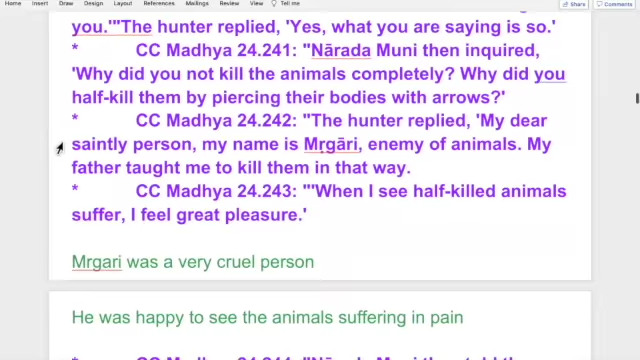 Home Insert Draw Design Layout References Mailings Review View Tell me Share Comments
you.'"The hunter replied, 'Yes, what you are saying is so.'
* CC Madhya 24.241: "Nārada Muni then inquired,
'Why did you not kill the animals completely? Why did you
half-kill them by piercing their bodies with arrows?'
* CC Madhya 24.242: "The hunter replied, 'My dear
saintly person, my name is Mṛgāri, enemy of animals. My
father taught me to kill them in that way.
* CC Madhya 24.243: "'When I see half-killed animals
suffer, I feel great pleasure.'
Mrgari was a very cruel person
He was happy to see the animals suffering in pain